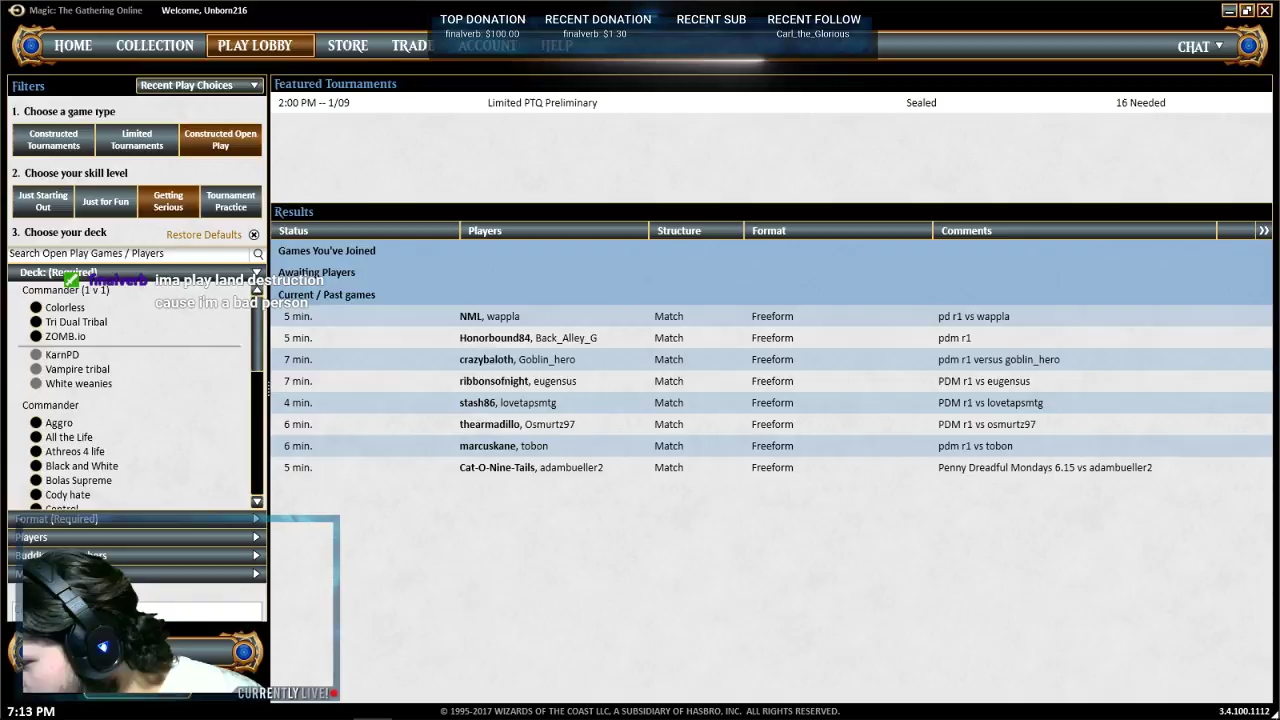 Magic: The Gathering Online Welcome, Unborn216
TOP DONATION RECENT DONATION RECENT SUB RECENT FOLLOW
finalverb: $100.00 finalverb: $1.30 Carl_the_Glorious
HOME COLLECTION PLAY LOBBY STORE TRADE ACCOUNT HELP CHAT
Filters Recent Play Choices
1. Choose a game type
Constructed Tournaments Limited Tournaments Constructed Open Play
2. Choose your skill level
Just Starting Out Just for Fun Getting Serious Tournament Practice
3. Choose your deck Restore Defaults
Search Open Play Games / Players
Deck: (Required)
finalverb ima play land destruction
cause i'm a bad person
Commander (1 v 1)
Colorless
Tri Dual Tribal
ZOMB.io
KarnPD
Vampire tribal
White weanies
Commander
Aggro
All the Life
Athreos 4 life
Black and White
Bolas Supreme
Cody hate
Control
Format (Required)
Players
CURRENTLY LIVE!
7:13 PM
Featured Tournaments
2:00 PM -- 1/09 Limited PTQ Preliminary Sealed 16 Needed
Results
Status Players Structure Format Comments
Games You've Joined
Awaiting Players
Current / Past games
5 min. NML, wappla Match Freeform pd r1 vs wappla
5 min. Honorbound84, Back_Alley_G Match Freeform pdm r1
7 min. crazybaloth, Goblin_hero Match Freeform pdm r1 versus goblin_hero
7 min. ribbonsofnight, eugensus Match Freeform PDM r1 vs eugensus
4 min. stash86, lovetapsmtg Match Freeform PDM r1 vs lovetapsmtg
6 min. thearmadillo, Osmurtz97 Match Freeform PDM r1 vs osmurtz97
6 min. marcuskane, tobon Match Freeform pdm r1 vs tobon
5 min. Cat-O-Nine-Tails, adambueller2 Match Freeform Penny Dreadful Mondays 6.15 vs adambueller2
© 1995-2017 WIZARDS OF THE COAST LLC, A SUBSIDIARY OF HASBRO, INC. ALL RIGHTS RESERVED. 3.4.100.1112